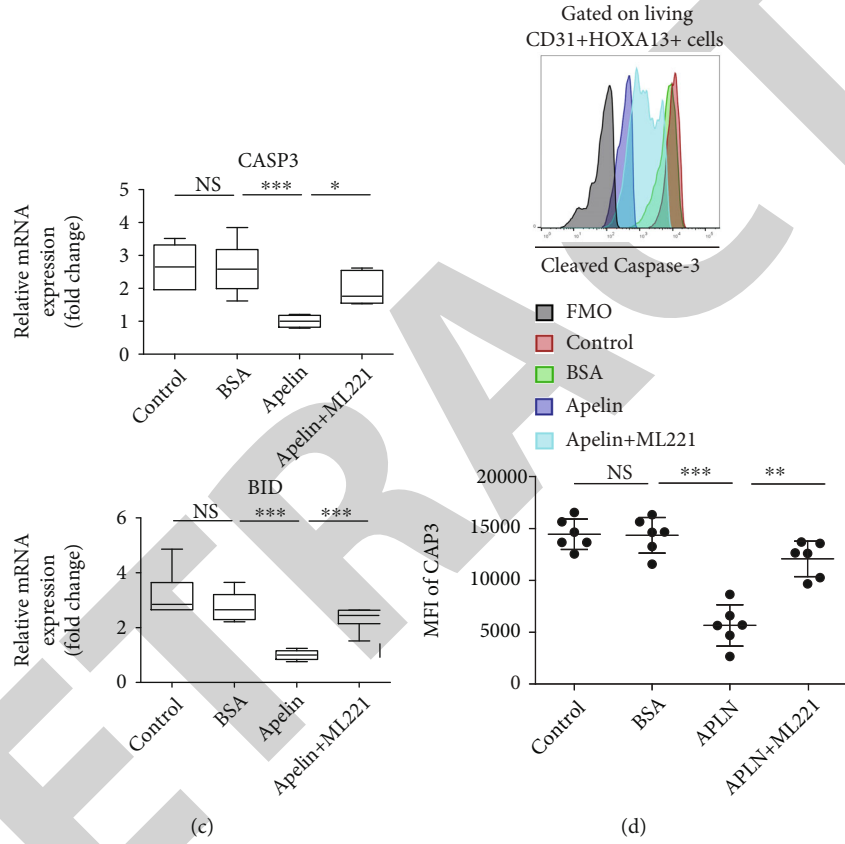 CASP3
NS *** *
Relative mRNA
expression
(fold change)
5
4
3
2
1
0
Control
BSA
Apelin
Apelin+ML221
BID
NS *** ***
Relative mRNA
expression
(fold change)
6
4
2
0
Control
BSA
Apelin
Apelin+ML221
(c)
Gated on living
CD31+HOXA13+ cells
Cleaved Caspase-3
FMO
Control
BSA
Apelin
Apelin+ML221
NS *** **
MFI of CAP3
20000
15000
10000
5000
0
Control
BSA
APLN
APLN+ML221
(d)
ETRACT